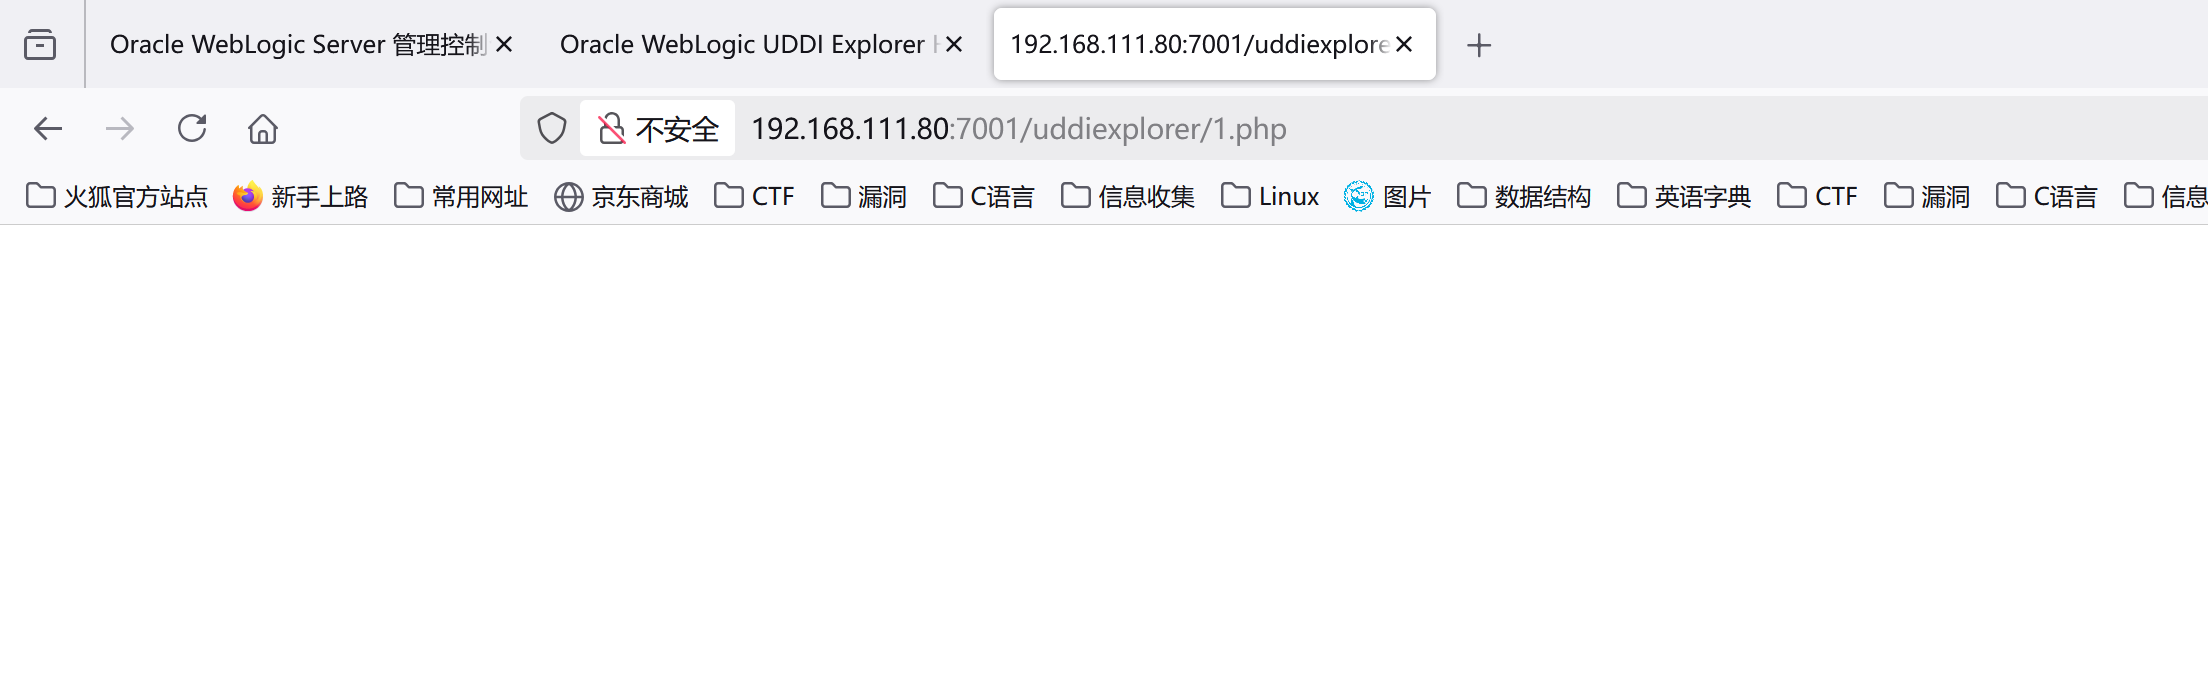 Oracle WebLogic Server 管理控制 Oracle WebLogic UDDI Explorer 192.168.111.80:7001/uddiexplore
不安全 192.168.111.80:7001/uddiexplorer/1.php
火狐官方站点 新手上路 常用网址 京东商城 CTF 漏洞 C语言 信息收集 Linux 图片 数据结构 英语字典 CTF 漏洞 C语言 信息